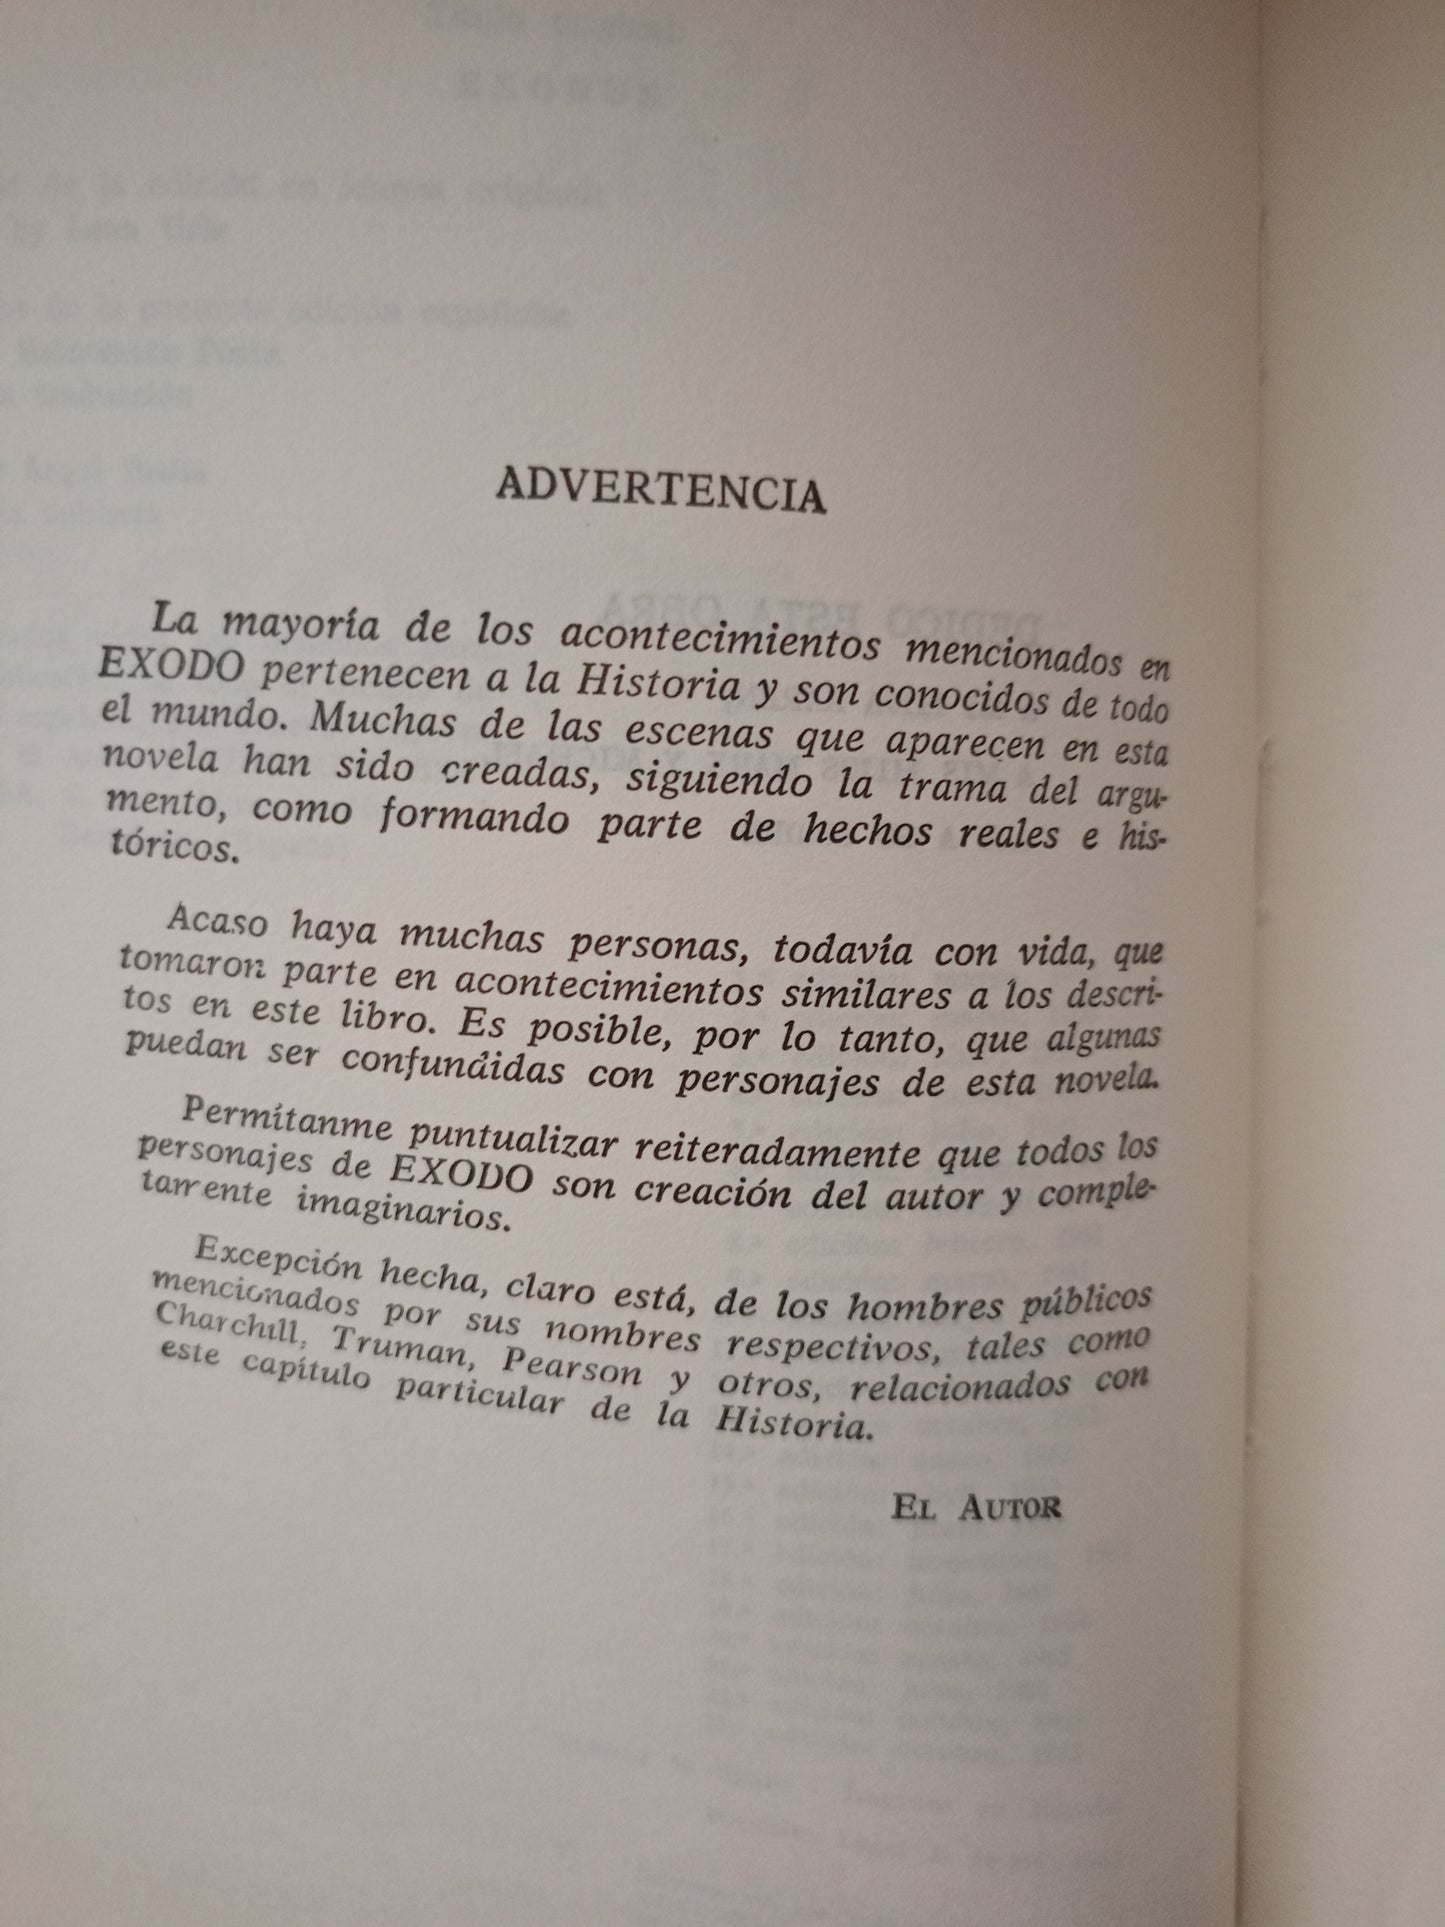 ADVERTENCIA
La mayoría de los acontecimientos mencionados en
EXODO pertenecen a la Historia y son conocidos de todo
el mundo. Muchas de las escenas que aparecen en esta
novela han sido creadas, siguiendo la trama del argu-
mento, como formando parte de hechos reales e his-
tóricos.
Acaso haya muchas personas, todavía con vida, que
tomaron parte en acontecimientos similares a los descri-
tos en este libro. Es posible, por lo tanto, que algunas
puedan ser confundidas con personajes de esta novela.
Permítanme puntualizar reiteradamente que todos los
personajes de EXODO son creación del autor y comple-
tamente imaginarios.
Excepción hecha, claro está, de los hombres públicos
mencionados por sus nombres respectivos, tales como
Charchill, Truman, Pearson y otros, relacionados con
este capítulo particular de la Historia.
EL AUTOR